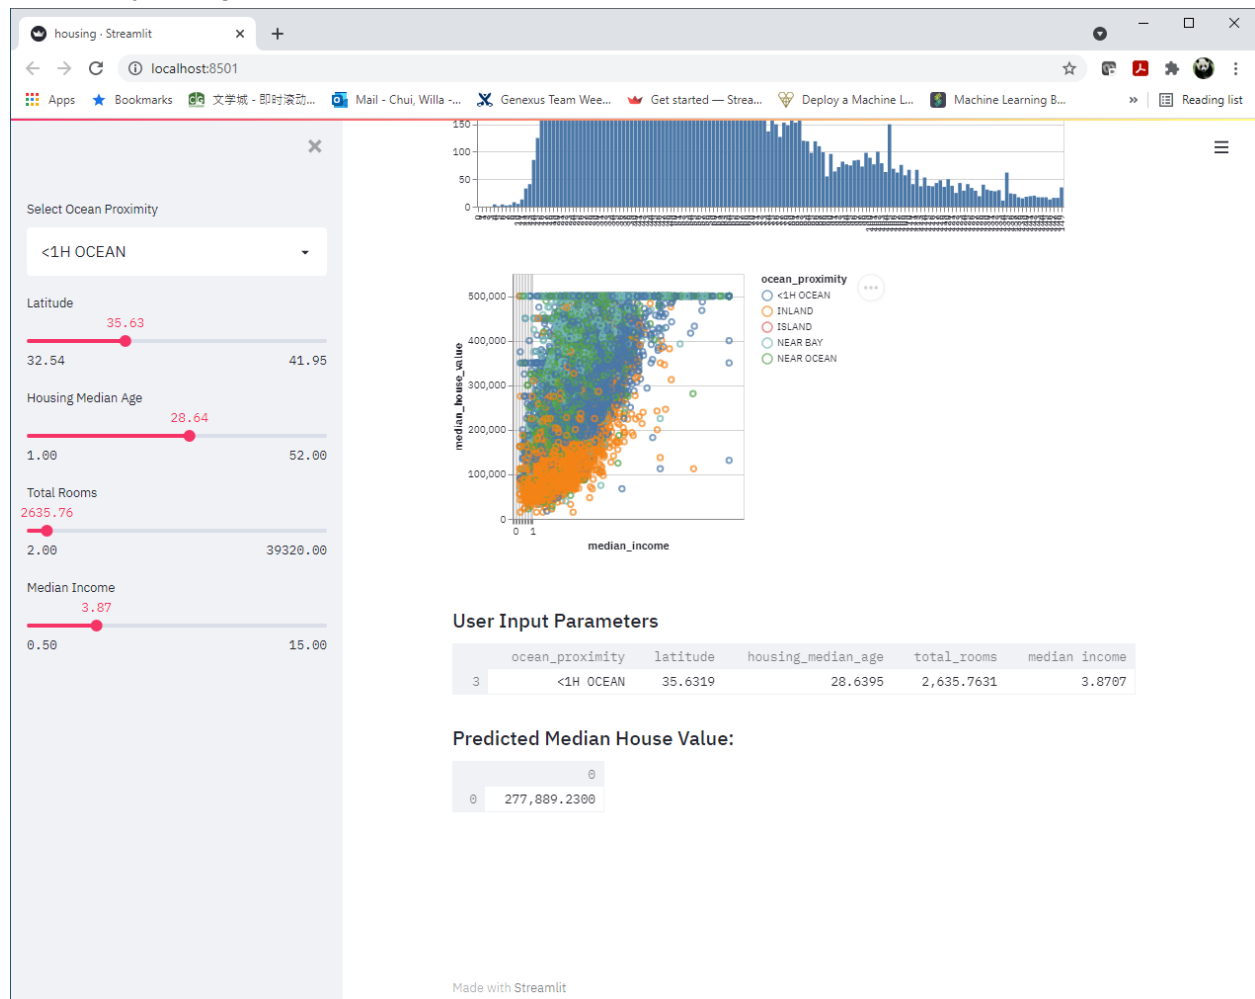 housing · Streamlit
localhost:8501
Apps
Bookmarks
文学城 - 即时滚动...
Mail - Chui, Willa -...
Genexus Team Wee...
Get started — Strea...
Deploy a Machine L...
Machine Learning B...
»
Reading list
Select Ocean Proximity
<1H OCEAN
Latitude
35.63
32.54 41.95
Housing Median Age
28.64
1.00 52.00
Total Rooms
2635.76
2.00 39320.00
Median Income
3.87
0.50 15.00
150
100
50
0
median_house_value
500,000
400,000
300,000
200,000
100,000
0
0 1
median_income
ocean_proximity
<1H OCEAN
INLAND
ISLAND
NEAR BAY
NEAR OCEAN
User Input Parameters
ocean_proximity latitude housing_median_age total_rooms median income
3 <1H OCEAN 35.6319 28.6395 2,635.7631 3.8707
Predicted Median House Value:
0
0 277,889.2300
Made with Streamlit